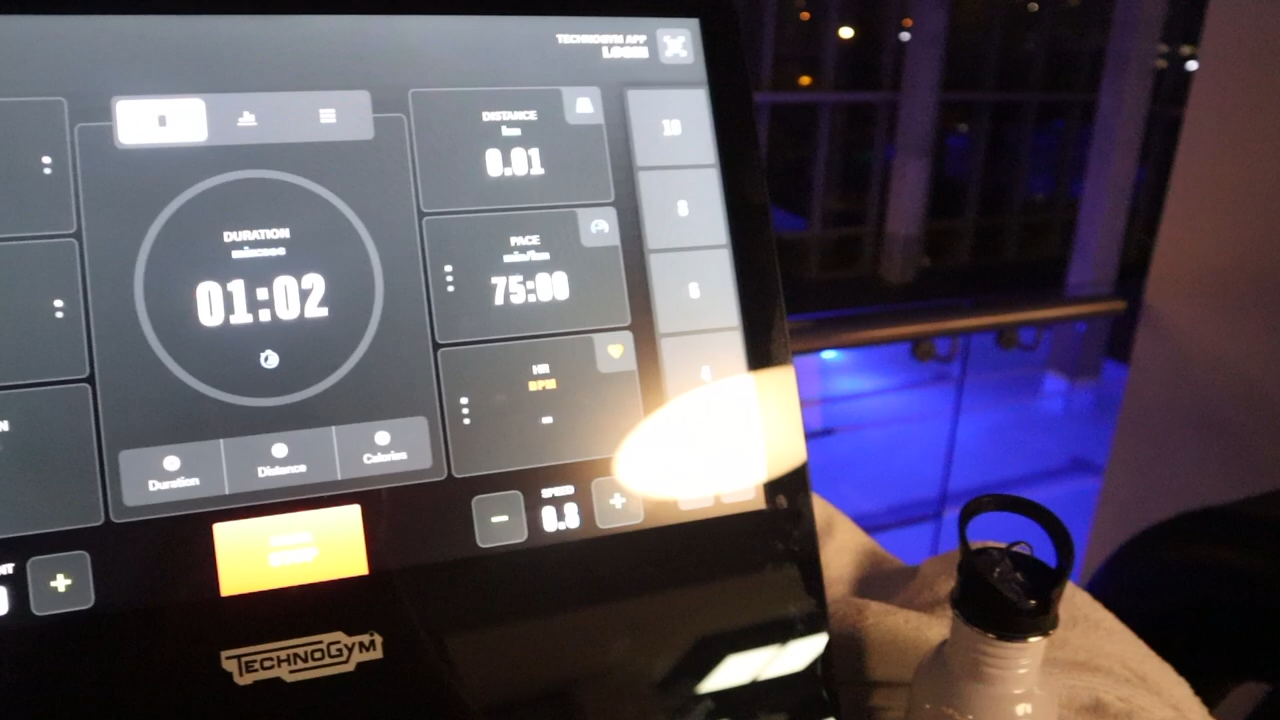 TECHNOGYM APP
LOGIN
DISTANCE
km
0.01
10
8
6
DURATION
min:sec
01:02
PACE
min/km
75:00
HR
BPM
--
Duration
Distance
Calories
SPEED
- 0.8 +
+
TECHNOGYM